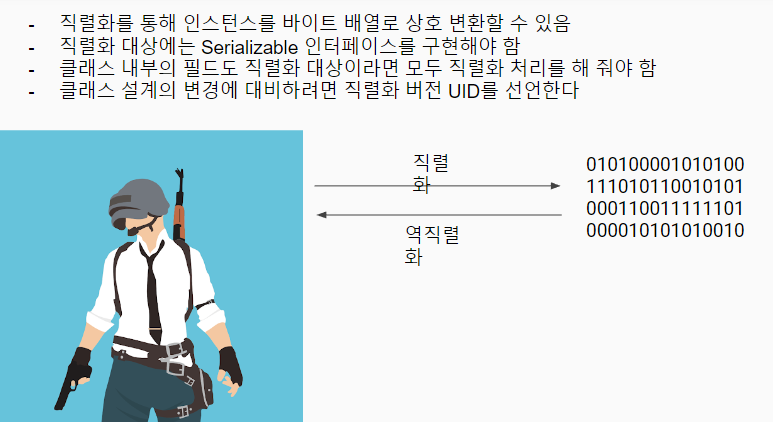 - 직렬화를 통해 인스턴스를 바이트 배열로 상호 변환할 수 있음
- 직렬화 대상에는 Serializable 인터페이스를 구현해야 함
- 클래스 내부의 필드도 직렬화 대상이라면 모두 직렬화 처리를 해 줘야 함
- 클래스 설계의 변경에 대비하려면 직렬화 버전 UID를 선언한다
직렬
화
역직렬
화
010100001010100
111010110010101
000110011111101
000010101010010